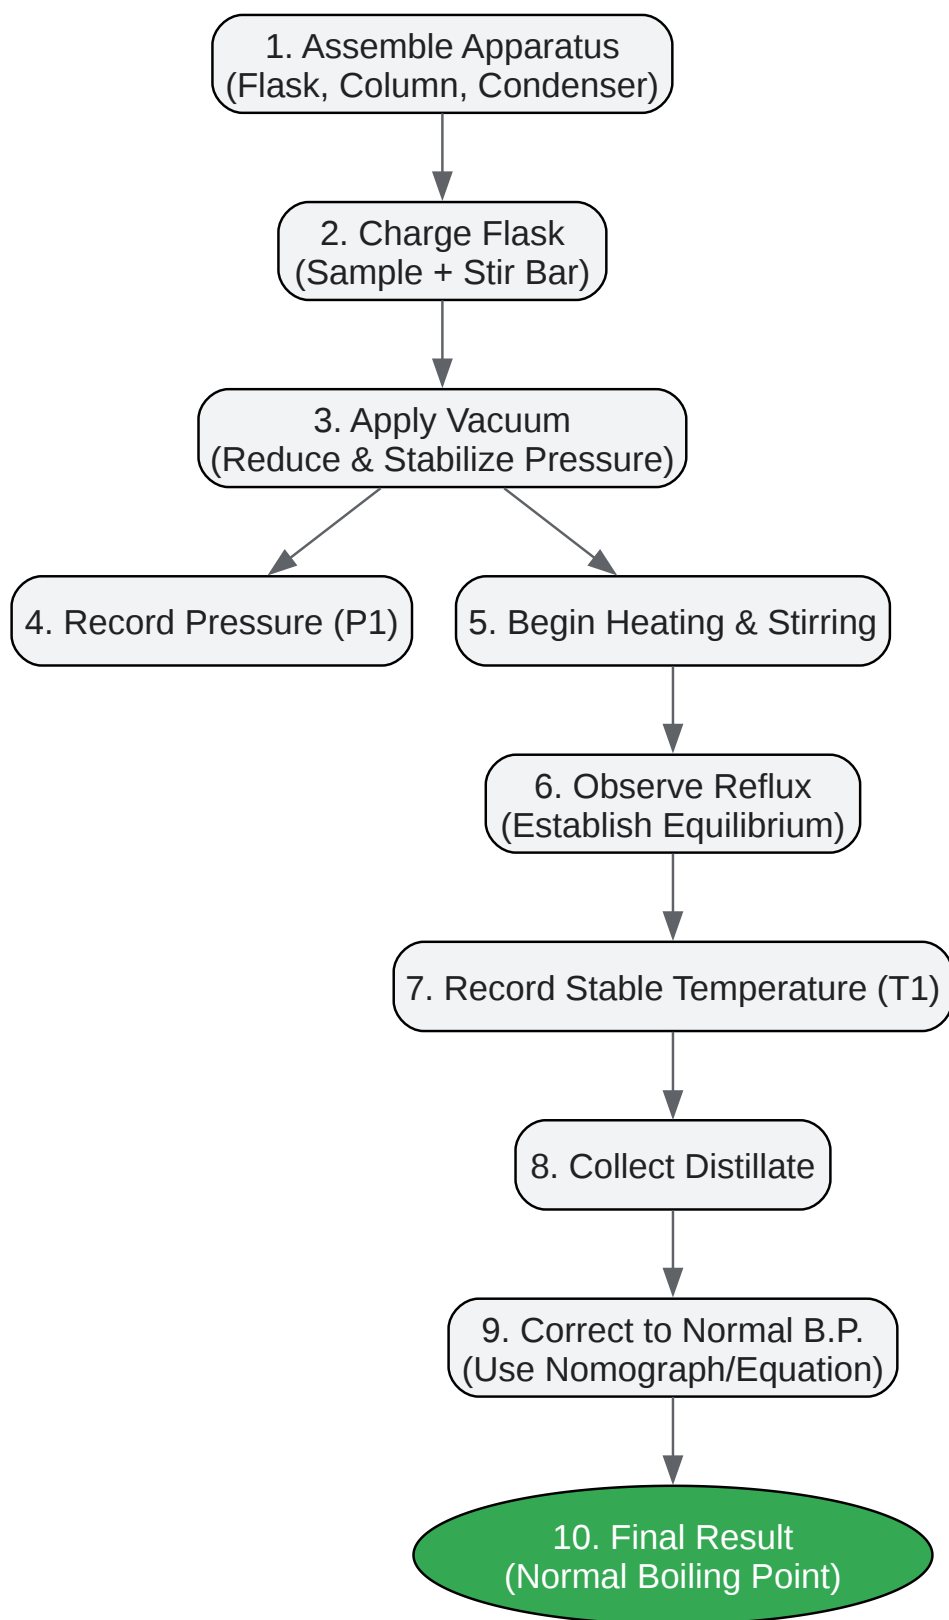 1. Assemble Apparatus
(Flask, Column, Condenser)
2. Charge Flask
(Sample + Stir Bar)
3. Apply Vacuum
(Reduce & Stabilize Pressure)
4. Record Pressure (P1)
5. Begin Heating & Stirring
6. Observe Reflux
(Establish Equilibrium)
7. Record Stable Temperature (T1)
8. Collect Distillate
9. Correct to Normal B.P.
(Use Nomograph/Equation)
10. Final Result
(Normal Boiling Point)